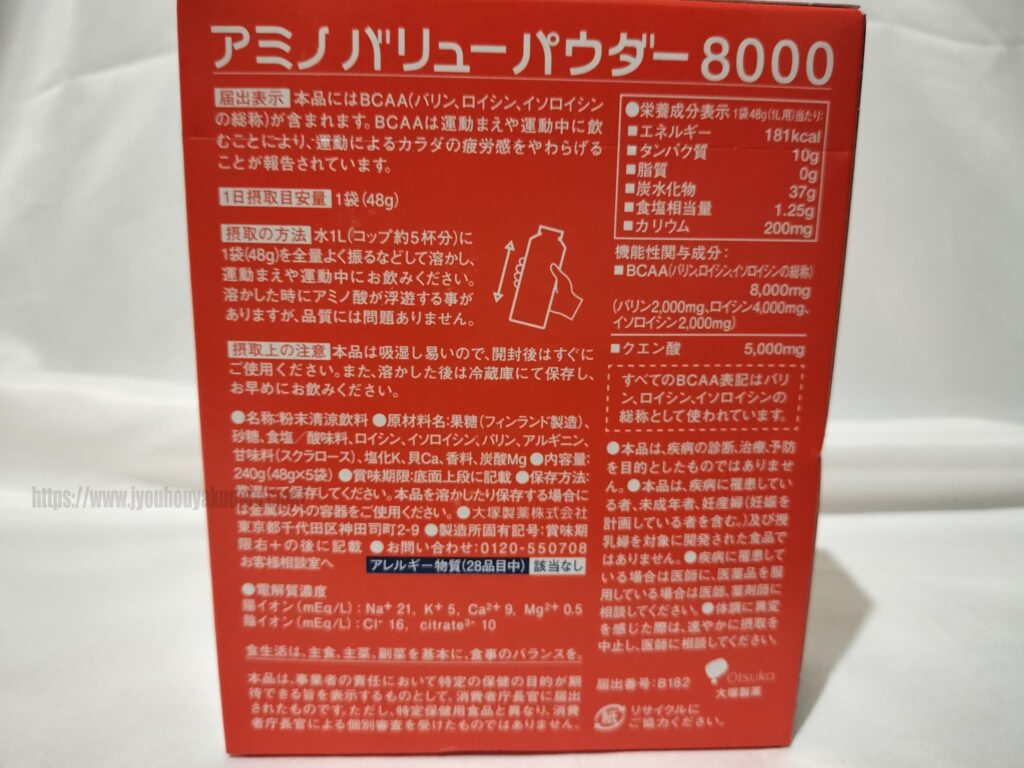 アミノバリューパウダー8000
届出表示 本品にはBCAA(バリン、ロイシン、イソロイシン
の総称)が含まれます。BCAAは運動まえや運動中に飲
むことにより、運動によるカラダの疲労感をやわらげる
ことが報告されています。
1日摂取目安量 1袋(48g)
摂取の方法 水1L(コップ約5杯分)に
1袋(48g)を全量よく振るなどして溶かし、
運動まえや運動中にお飲みください。
溶かした時にアミノ酸が浮遊する事が
ありますが、品質には問題ありません。
摂取上の注意 本品は吸湿し易いので、開封後はすぐに
ご使用ください。また、溶かした後は冷蔵庫にて保存し、
お早めにお飲みください。
●名称:粉末清涼飲料 ●原材料名:果糖(フィンランド製造)、
砂糖、食塩/酸味料、ロイシン、イソロイシン、バリン、アルギニン、
甘味料(スクラロース)、塩化K、貝Ca、香料、炭酸Mg ●内容量:
240g(48g×5袋) ●賞味期限:底面上段に記載 ●保存方法:
常温にて保存してください。本品を溶かしたり保存する場合に
は金属以外の容器をご使用ください。 ●大塚製薬株式会社
東京都千代田区神田司町2-9 ●製造所固有記号:賞味期
限右+の後に記載 ●お問い合わせ:0120-550708
お客様相談室へ
アレルギー物質(28品目中) 該当なし
●電解質濃度
陽イオン(mEq/L) : Na+ 21, K+ 5, Ca2+ 9, Mg2+ 0.5
陰イオン(mEq/L) : Cl- 16, citrate3- 10
食生活は、主食、主菜、副菜を基本に、食事のバランスを。
本品は、事業者の責任において特定の保健の目的が期
待できる旨を表示するものとして、消費者庁長官に届出
されたものです。ただし、特定保健用食品と異なり、消費
者庁長官による個別審査を受けたものではありません。
●栄養成分表示 1袋48g(1L用)当たり:
■エネルギー 181kcal
■タンパク質 10g
■脂質 0g
■炭水化物 37g
■食塩相当量 1.25g
■カリウム 200mg
機能性関与成分:
■BCAA(バリン、ロイシン、イソロイシンの総称)
8,000mg
(バリン2,000mg、ロイシン4,000mg、
イソロイシン2,000mg)
■クエン酸 5,000mg
すべてのBCAA表記はバリ
ン、ロイシン、イソロイシンの
総称として使われています。
●本品は、疾病の診断、治療、予防
を目的としたものではありませ
ん。●本品は、疾病に罹患してい
る者、未成年者、妊産婦(妊娠を
計画している者を含む。)及び授
乳婦を対象に開発された食品で
はありません。●疾病に罹患して
いる場合は医師に、医薬品を服
用している場合は医師、薬剤師に
相談してください。●体調に異変
を感じた際は、速やかに摂取を
中止し、医師に相談してください。
届出番号:B182
Otsuka
大塚製薬
紙
リサイクルに
ご協力ください。